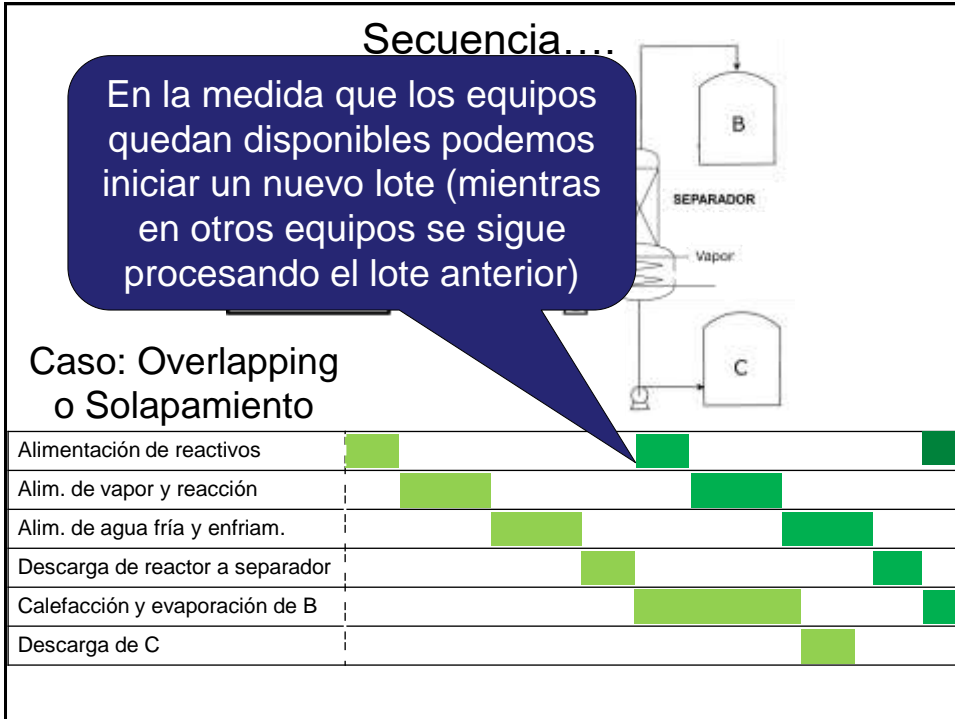 Secuencia….
En la medida que los equipos
quedan disponibles podemos
iniciar un nuevo lote (mientras
en otros equipos se sigue
procesando el lote anterior)
B
SEPARADOR
Vapor
C
Caso: Overlapping
o Solapamiento
Alimentación de reactivos
Alim. de vapor y reacción
Alim. de agua fría y enfriam.
Descarga de reactor a separador
Calefacción y evaporación de B
Descarga de C